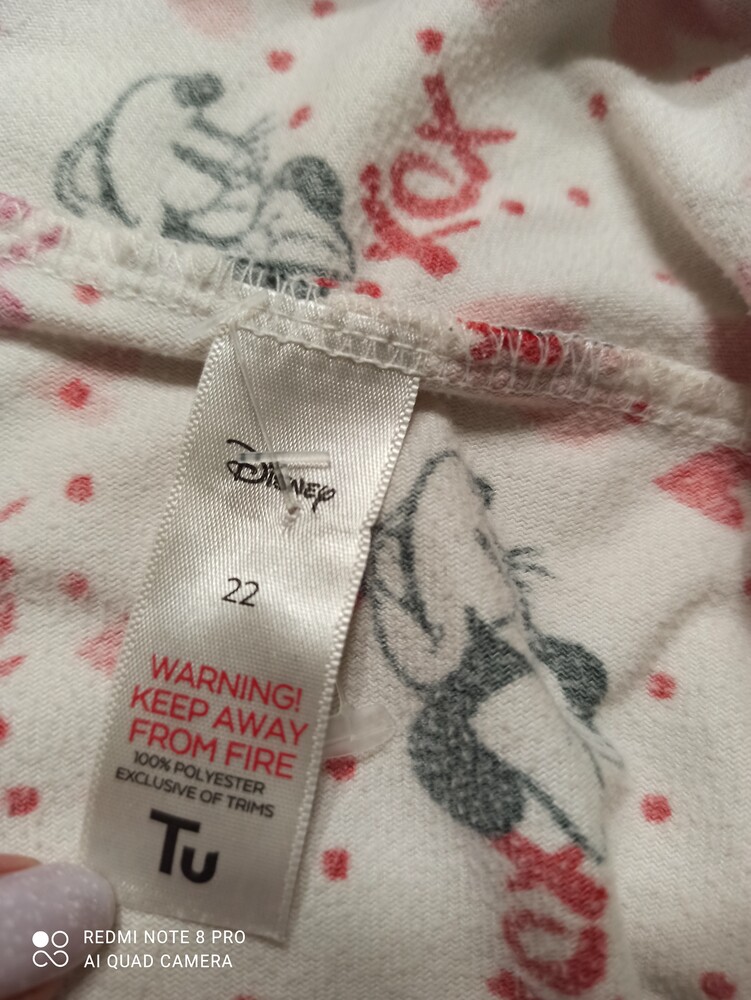 XOX
Disney
22
WARNING!
KEEP AWAY
FROM FIRE
100% POLYESTER
EXCLUSIVE OF TRIMS
Tu
REDMI NOTE 8 PRO
AI QUAD CAMERA